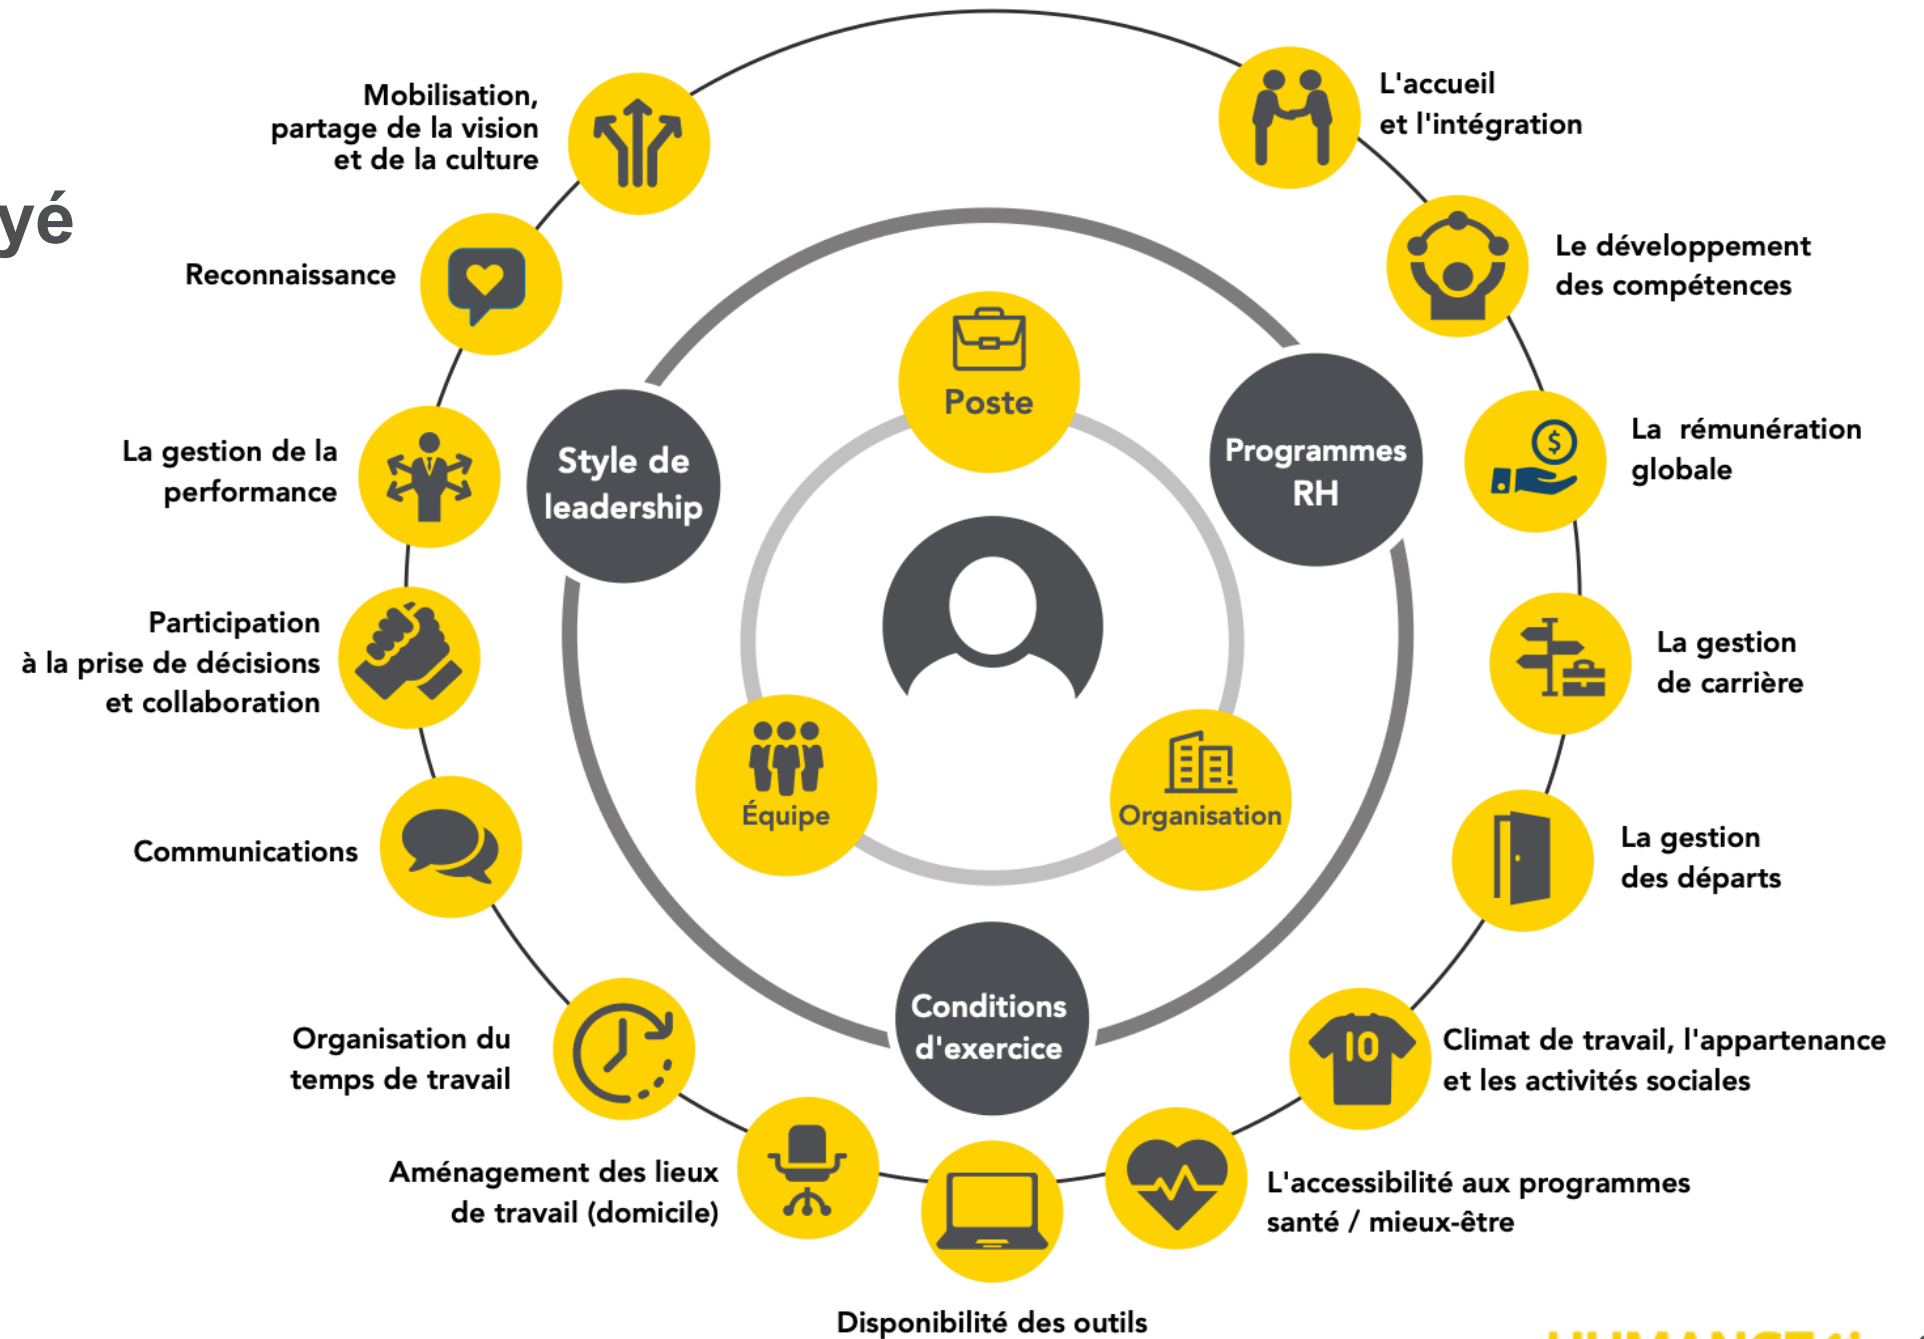 yé
Mobilisation,
partage de la vision
et de la culture
L'accueil
et l'intégration
Reconnaissance
Le développement
des compétences
Poste
La gestion de la
performance
Style de
leadership
Programmes
RH
La rémunération
globale
$
Participation
à la prise de décisions
et collaboration
La gestion
de carrière
Équipe
Organisation
Communications
La gestion
des départs
Conditions
d'exercice
Organisation du
temps de travail
10
Climat de travail, l'appartenance
et les activités sociales
Aménagement des lieux
de travail (domicile)
L'accessibilité aux programmes
santé / mieux-être
Disponibilité des outils